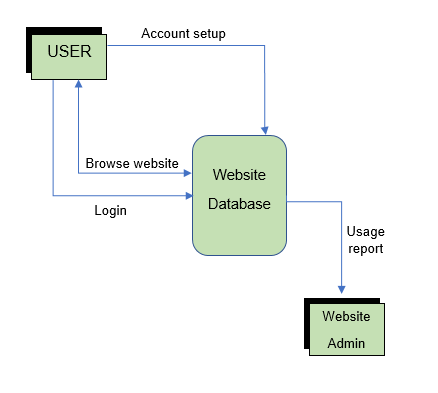 Account setup
USER
Browse website
Website
Database
Login
Usage
report
Website
Admin